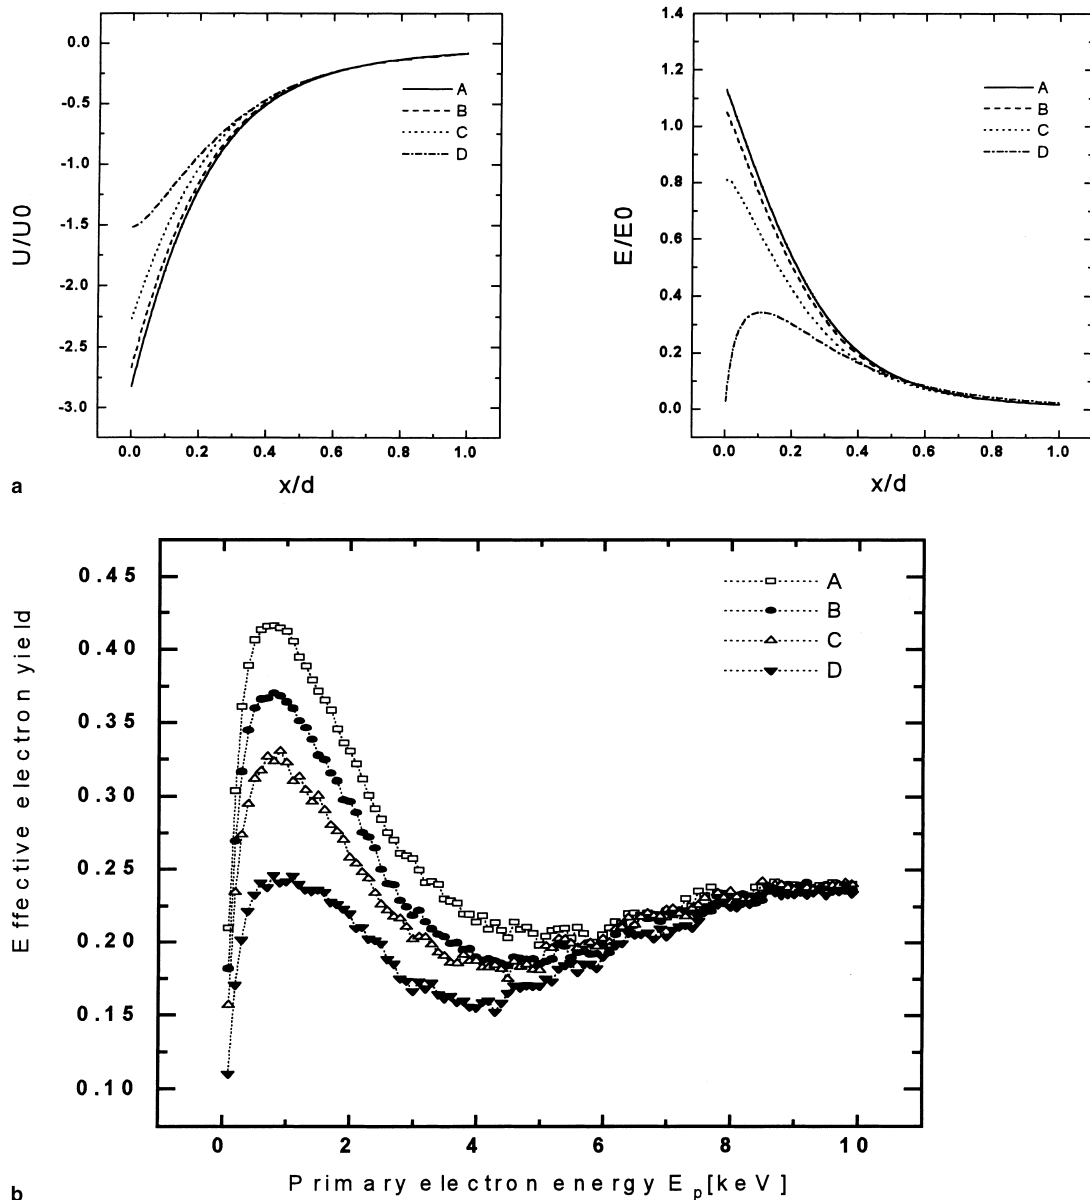 0.0
-0.5
-1.0
-1.5
-2.0
-2.5
-3.0
U/U0
A
B
C
D
0.0 0.2 0.4 0.6 0.8 1.0
x/d
1.4
1.2
1.0
0.8
0.6
0.4
0.2
0.0
E/E0
A
B
C
D
0.0 0.2 0.4 0.6 0.8 1.0
x/d
a
0.45
0.40
0.35
0.30
0.25
0.20
0.15
0.10
Effective electron yield
A
B
C
D
0 2 4 6 8 10
Primary electron energy Ep[keV]
b